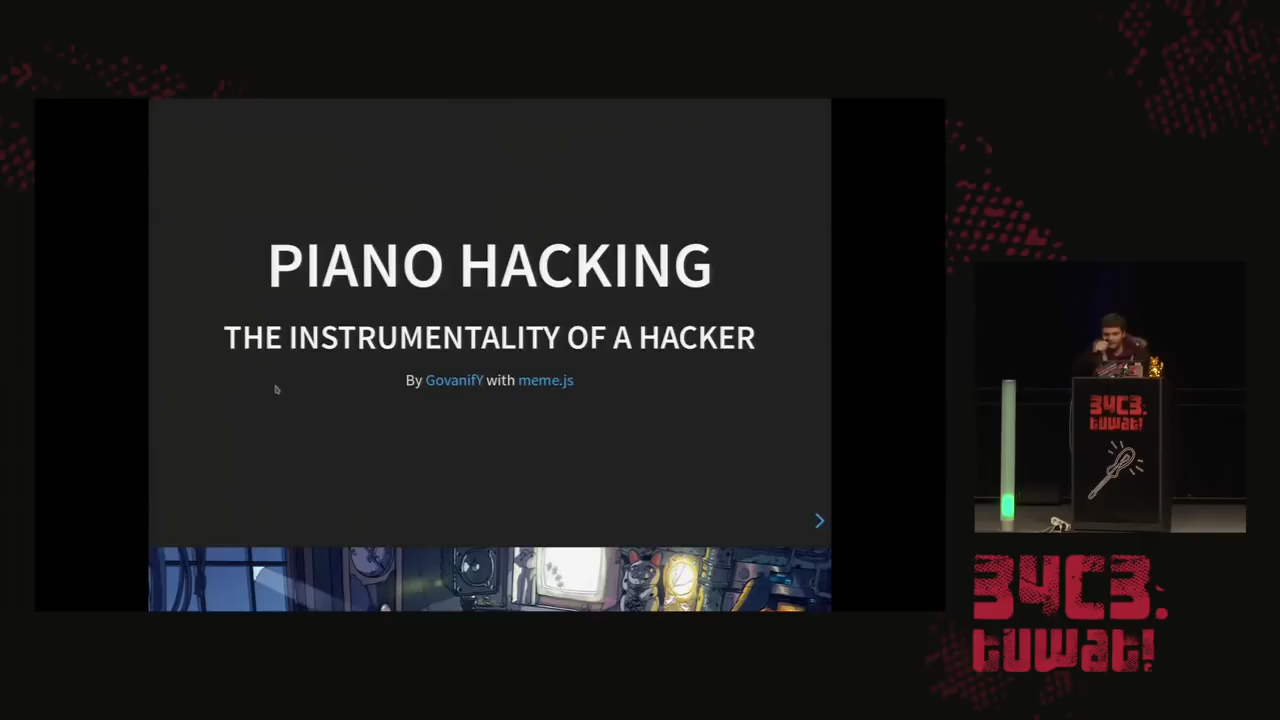 PIANO HACKING
THE INSTRUMENTALITY OF A HACKER
By GovanifY with meme.js
34C3.
tuwat!
34C3.
tuwat!